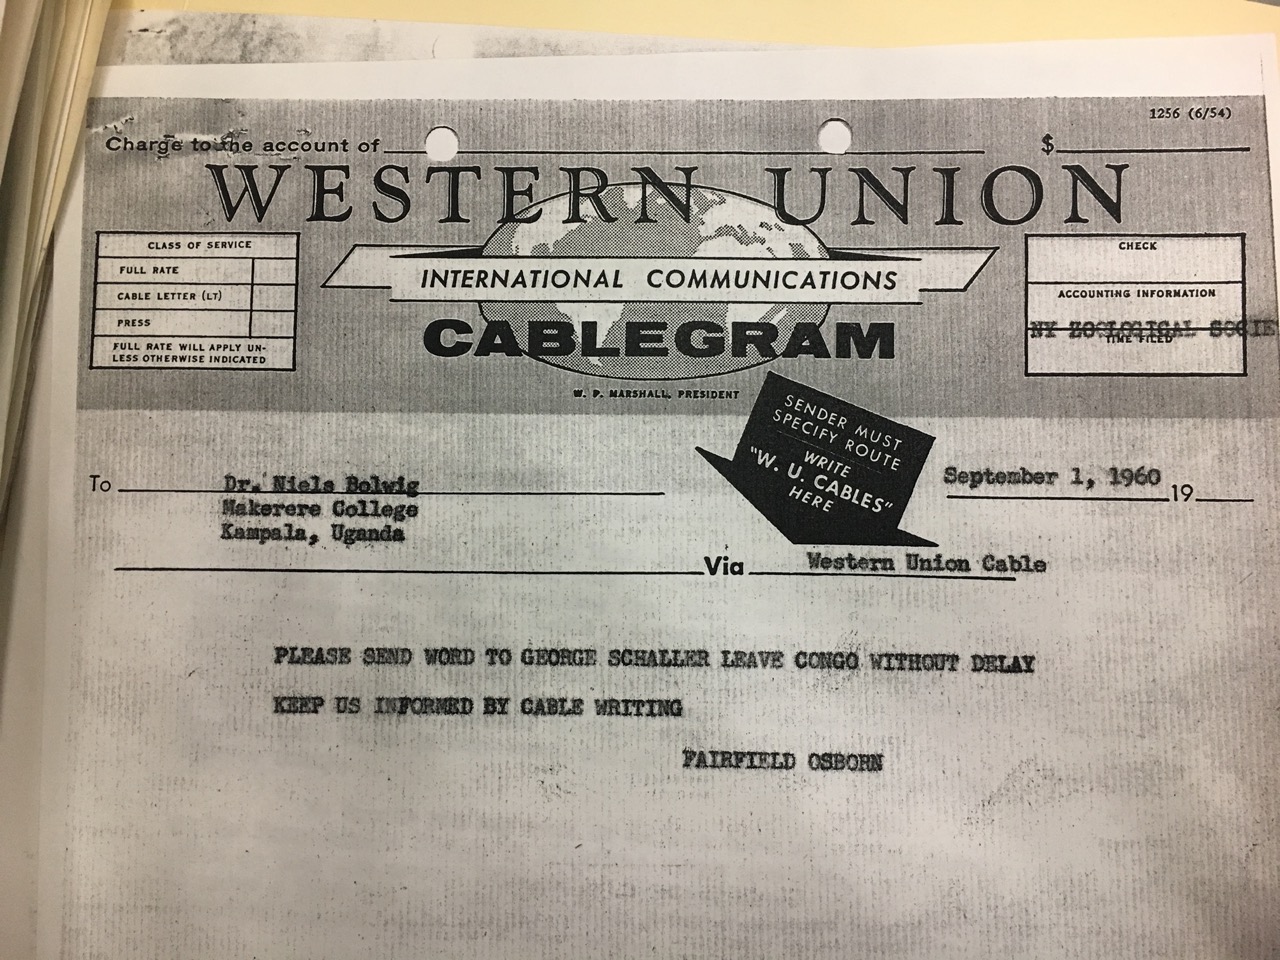 1256 (6/54)
Charge to the account of $
WESTERN UNION
INTERNATIONAL COMMUNICATIONS
CABLEGRAM
W. P. MARSHALL, PRESIDENT
CLASS OF SERVICE
FULL RATE
CABLE LETTER (LT)
PRESS
FULL RATE WILL APPLY UN-
LESS OTHERWISE INDICATED
CHECK
ACCOUNTING INFORMATION
NY ZOOLOGICAL SOCIE
TIME FILED
SENDER MUST
SPECIFY ROUTE
WRITE
"W. U. CABLES"
HERE
To Dr. Niels Bolwig
Makerere College
Kampala, Uganda
September 1, 1960 19
Via Western Union Cable
PLEASE SEND WORD TO GEORGE SCHALLER LEAVE CONGO WITHOUT DELAY
KEEP US INFORMED BY CABLE WRITING
FAIRFIELD OSBORN